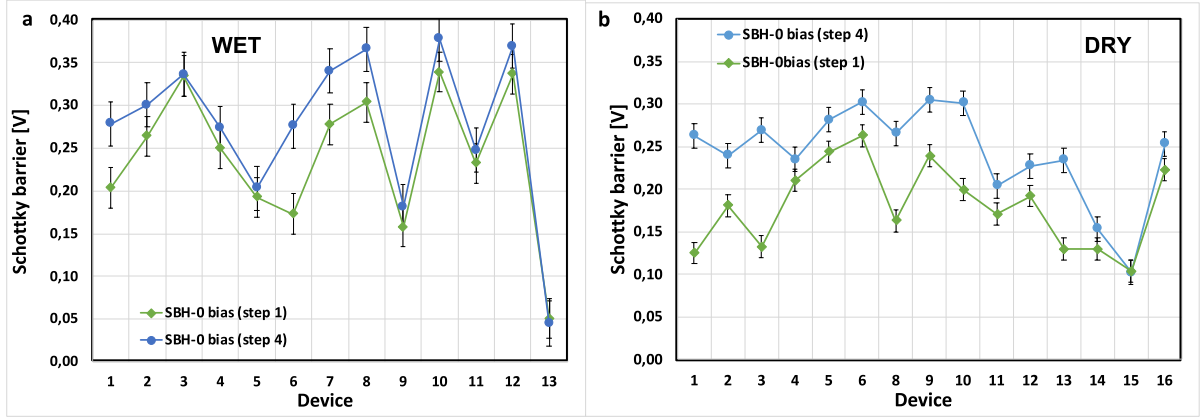 a
WET
Schottky barrier [V]
0,40
0,35
0,30
0,25
0,20
0,15
0,10
0,05
0,00
SBH-0 bias (step 1)
SBH-0 bias (step 4)
1 2 3 4 5 6 7 8 9 10 11 12 13
Device
b
DRY
Schottky barrier [V]
0,40
0,35
0,30
0,25
0,20
0,15
0,10
0,05
0,00
SBH-0 bias (step 4)
SBH-0bias (step 1)
1 2 3 4 5 6 8 9 10 11 12 13 14 15 16
Device